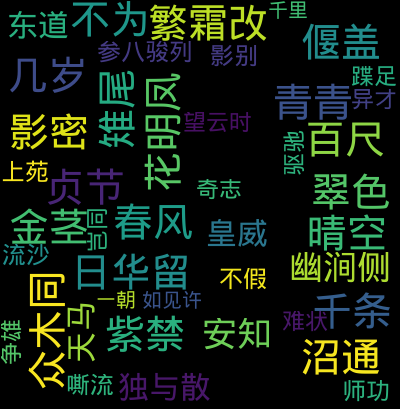 东道
不为
繁霜改
千里
参八骏列
影别
偃盖
几岁
雉尾
花明凤
蹀足
青青
异才
影密
望云时
驱驰
百尺
上苑
贞节
奇志
翠色
金茎
岂同
春风
皇威
晴空
流沙
日华留
不假
幽涧侧
众木同
一朝
如见许
千条
争雄
天马
紫禁
安知
难状
沼通
嘶流
独与散
师功